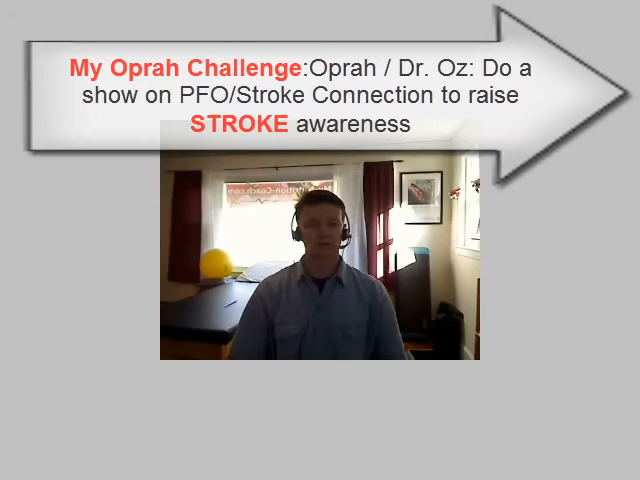 My Oprah Challenge:Oprah / Dr. Oz: Do a
show on PFO/Stroke Connection to raise
STROKE awareness